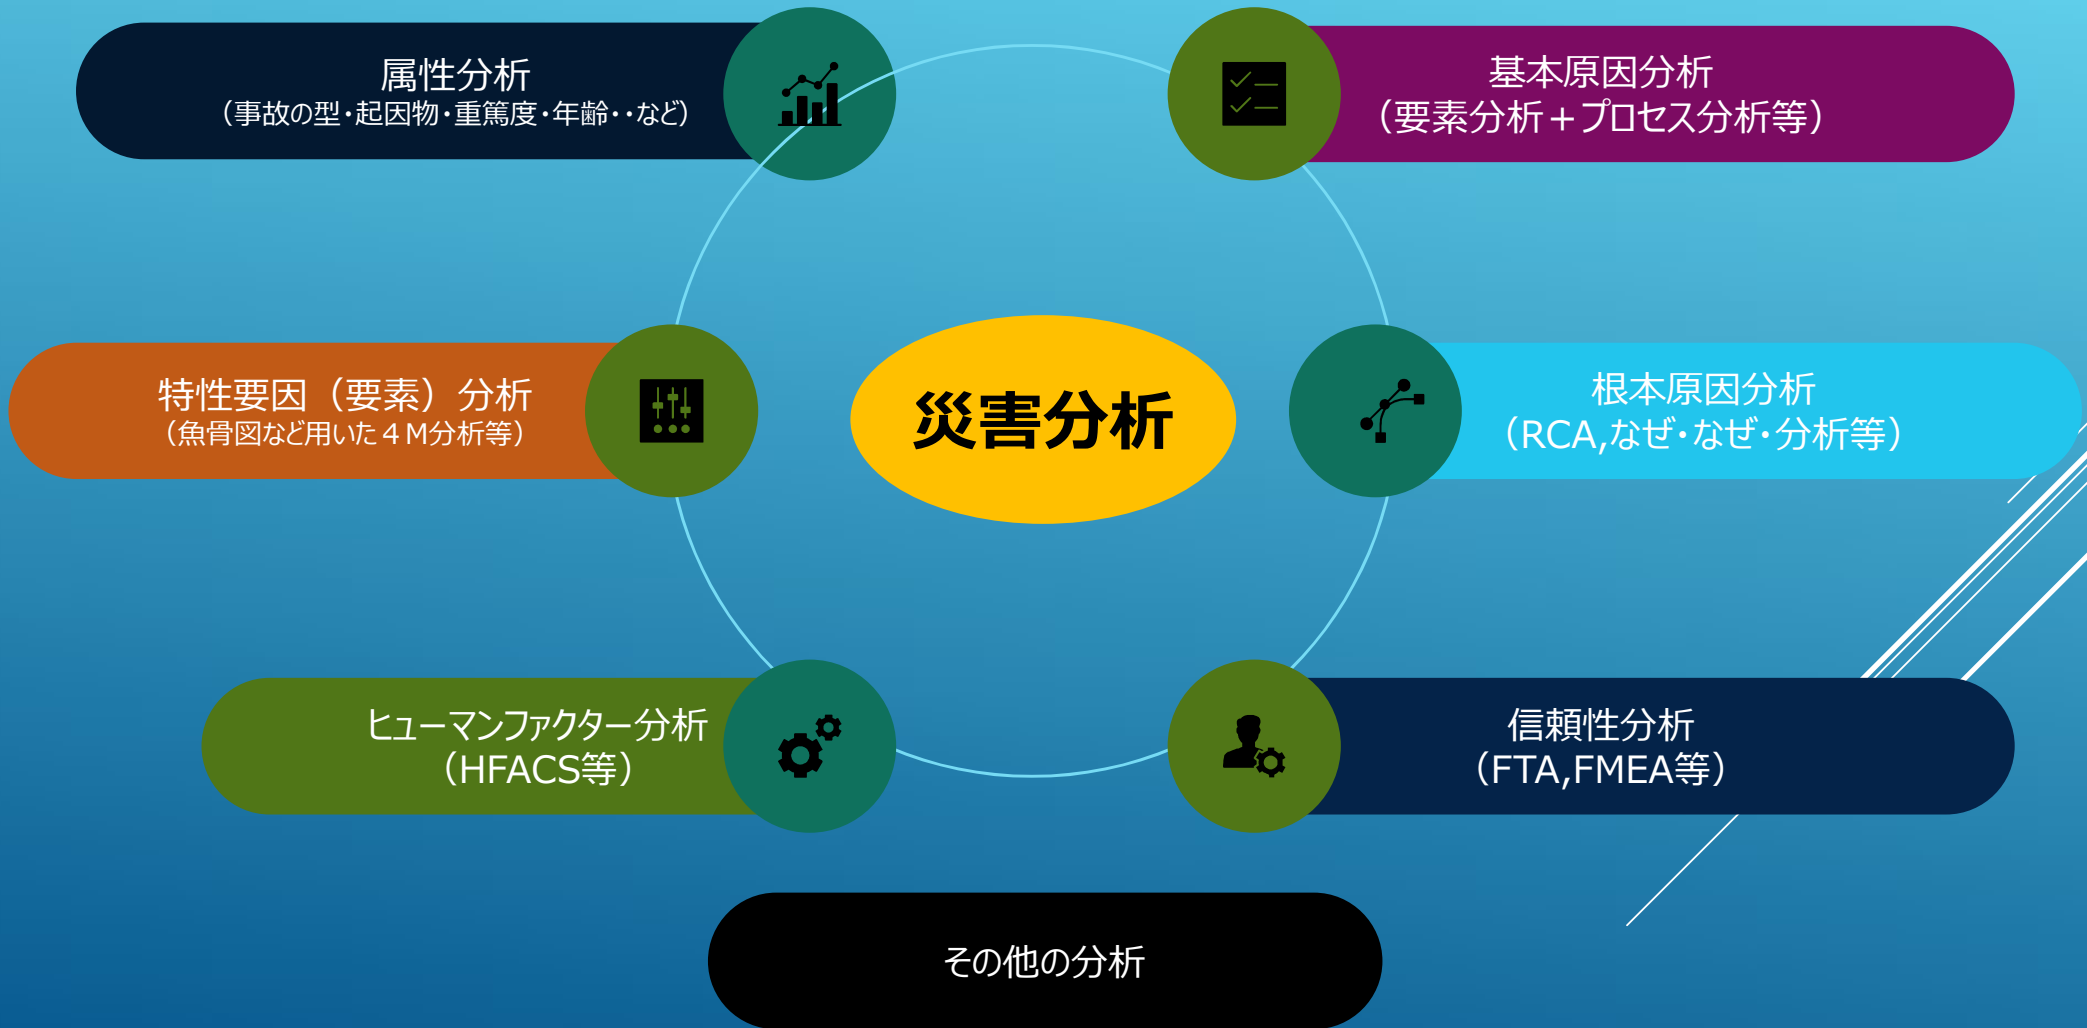 属性分析
（事故の型・起因物・重篤度・年齢・・など）
基本原因分析
（要素分析＋プロセス分析等）
特性要因（要素）分析
（魚骨図など用いた４Ｍ分析等）
災害分析
根本原因分析
（RCA,なぜ・なぜ・分析等）
ヒューマンファクター分析
（HFACS等）
信頼性分析
（FTA,FMEA等）
その他の分析